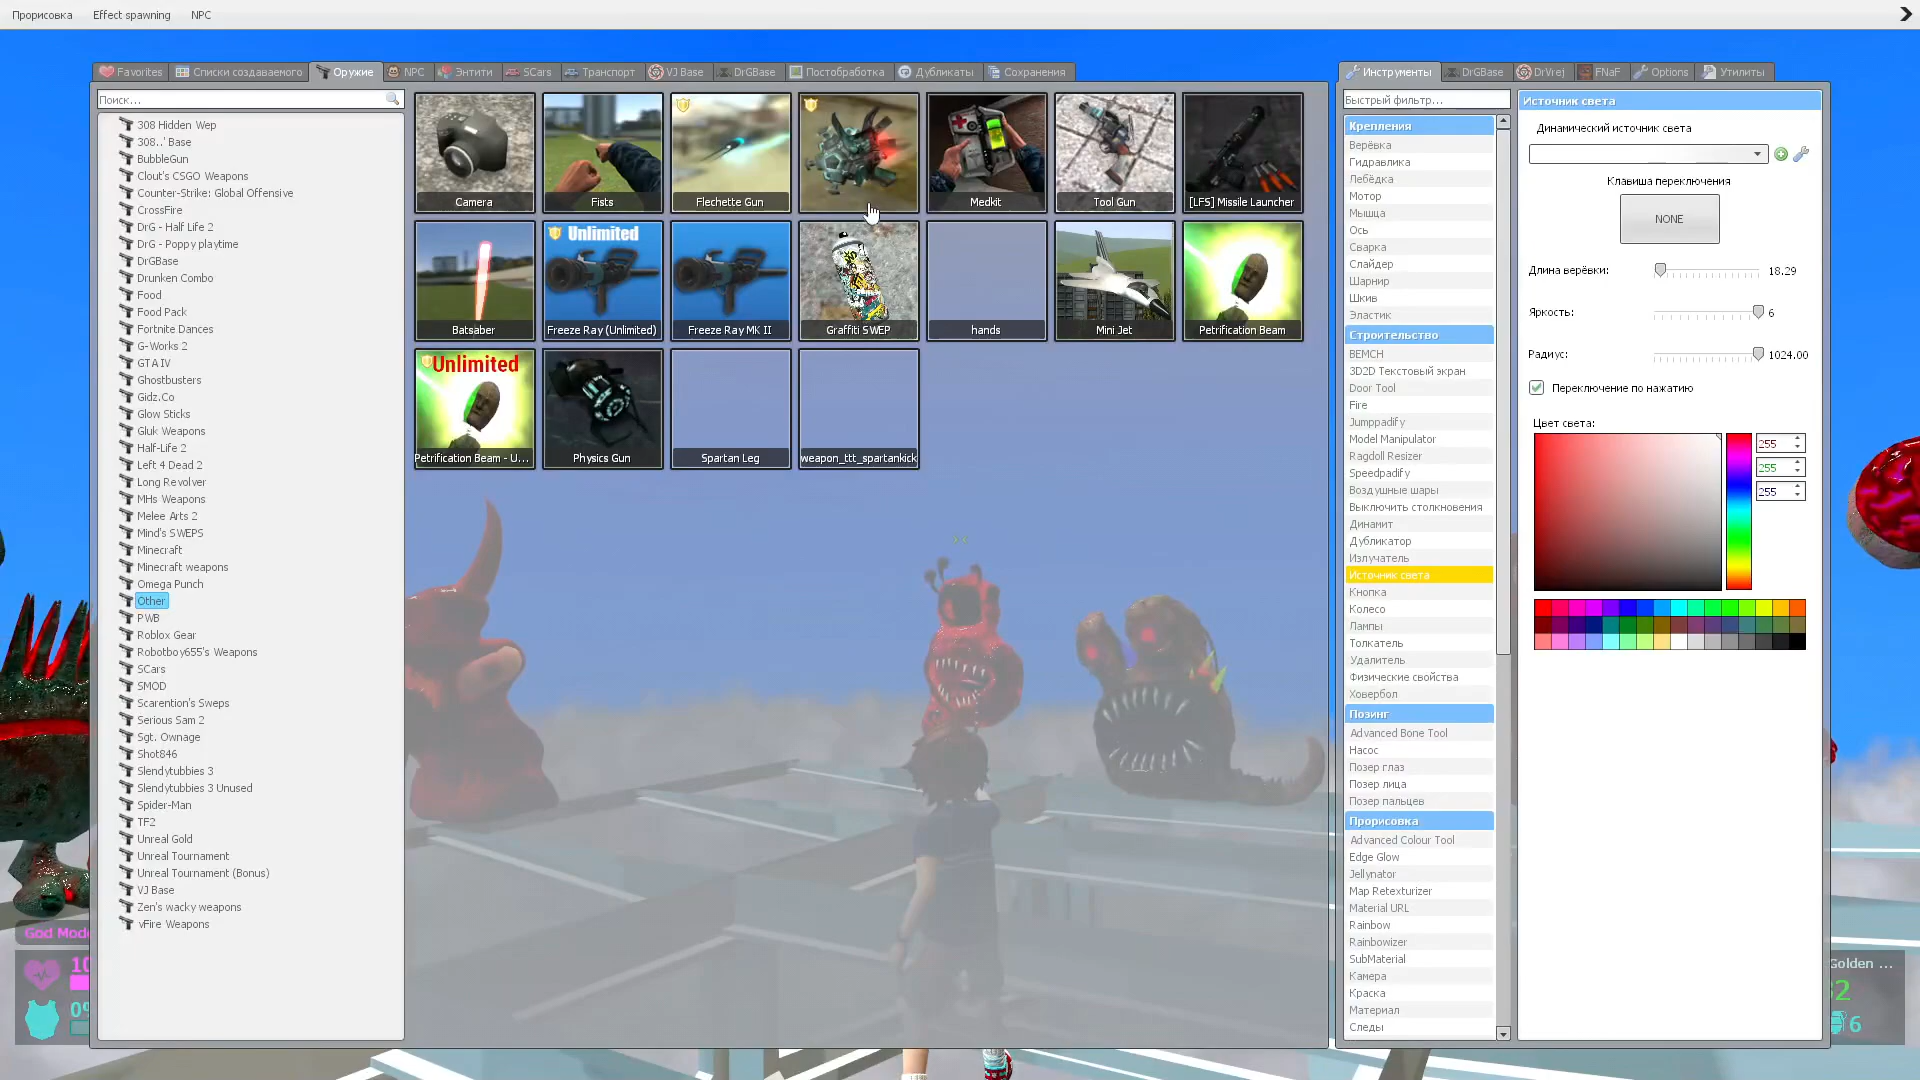 Прорисовка Effect spawning NPC
Favorites Списки создаваемого Оружие NPC Энтити SCars Транспорт VJ Base DrGBase Постобработка Дубликаты Сохранения
Инструменты DrGBase DrVrej FNaF Options Утилиты
Поиск...
308 Hidden Wep
308..' Base
BubbleGun
Clout's CSGO Weapons
Counter-Strike: Global Offensive
CrossFire
DrG - Half Life 2
DrG - Poppy playtime
DrGBase
Drunken Combo
Food
Food Pack
Fortnite Dances
G-Works 2
GTA IV
Ghostbusters
Gidz.Co
Glow Sticks
Gluk Weapons
Half-Life 2
Left 4 Dead 2
Long Revolver
MHs Weapons
Melee Arts 2
Mind's SWEPS
Minecraft
Minecraft weapons
Omega Punch
Other
PWB
Roblox Gear
Robotboy655's Weapons
SCars
SMOD
Scarention's Sweps
Serious Sam 2
Sgt. Ownage
Shot846
Slendytubbies 3
Slendytubbies 3 Unused
Spider-Man
TF2
Unreal Gold
Unreal Tournament
Unreal Tournament (Bonus)
VJ Base
Zen's wacky weapons
vFire Weapons
Camera
Fists
Flechette Gun
Medkit
Tool Gun
[LFS] Missile Launcher
Batsaber
Unlimited
Freeze Ray (Unlimited)
Freeze Ray MK II
Graffiti SWEP
hands
Mini Jet
Petrification Beam
Unlimited
Petrification Beam - U...
Physics Gun
Spartan Leg
weapon_ttt_spartankick
Быстрый фильтр...
Крепления
Верёвка
Гидравлика
Лебёдка
Мотор
Мышца
Ось
Сварка
Слайдер
Шарнир
Шкив
Эластик
Строительство
BEMCH
3D2D Текстовый экран
Door Tool
Fire
Jumppadify
Model Manipulator
Ragdoll Resizer
Speedpadify
Воздушные шары
Выключить столкновения
Динамит
Дубликатор
Излучатель
Источник света
Кнопка
Колесо
Лампы
Толкатель
Удалитель
Физические свойства
Ховербол
Позинг
Advanced Bone Tool
Насос
Позер глаз
Позер лица
Позер пальцев
Прорисовка
Advanced Colour Tool
Edge Glow
Jellynator
Map Retexturizer
Material URL
Rainbow
Rainbowizer
SubMaterial
Камера
Краска
Материал
Следы
Источник света
Динамический источник света
Клавиша переключения
NONE
Длина верёвки: 18.29
Яркость: 6
Радиус: 1024.00
Переключение по нажатию
Цвет света:
255
255
255
God Mode
10
0%
Golden ...
32
6